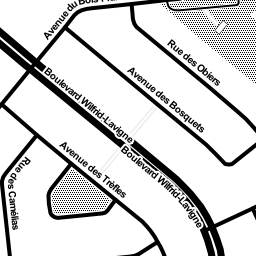 Avenue du Bois
Rue des Obiers
Avenue des Bosquets
Boulevard Wilfrid-Lavigne
Boulevard Wilfrid-Lavigne
Avenue des Trèfles
Rue des Camélias